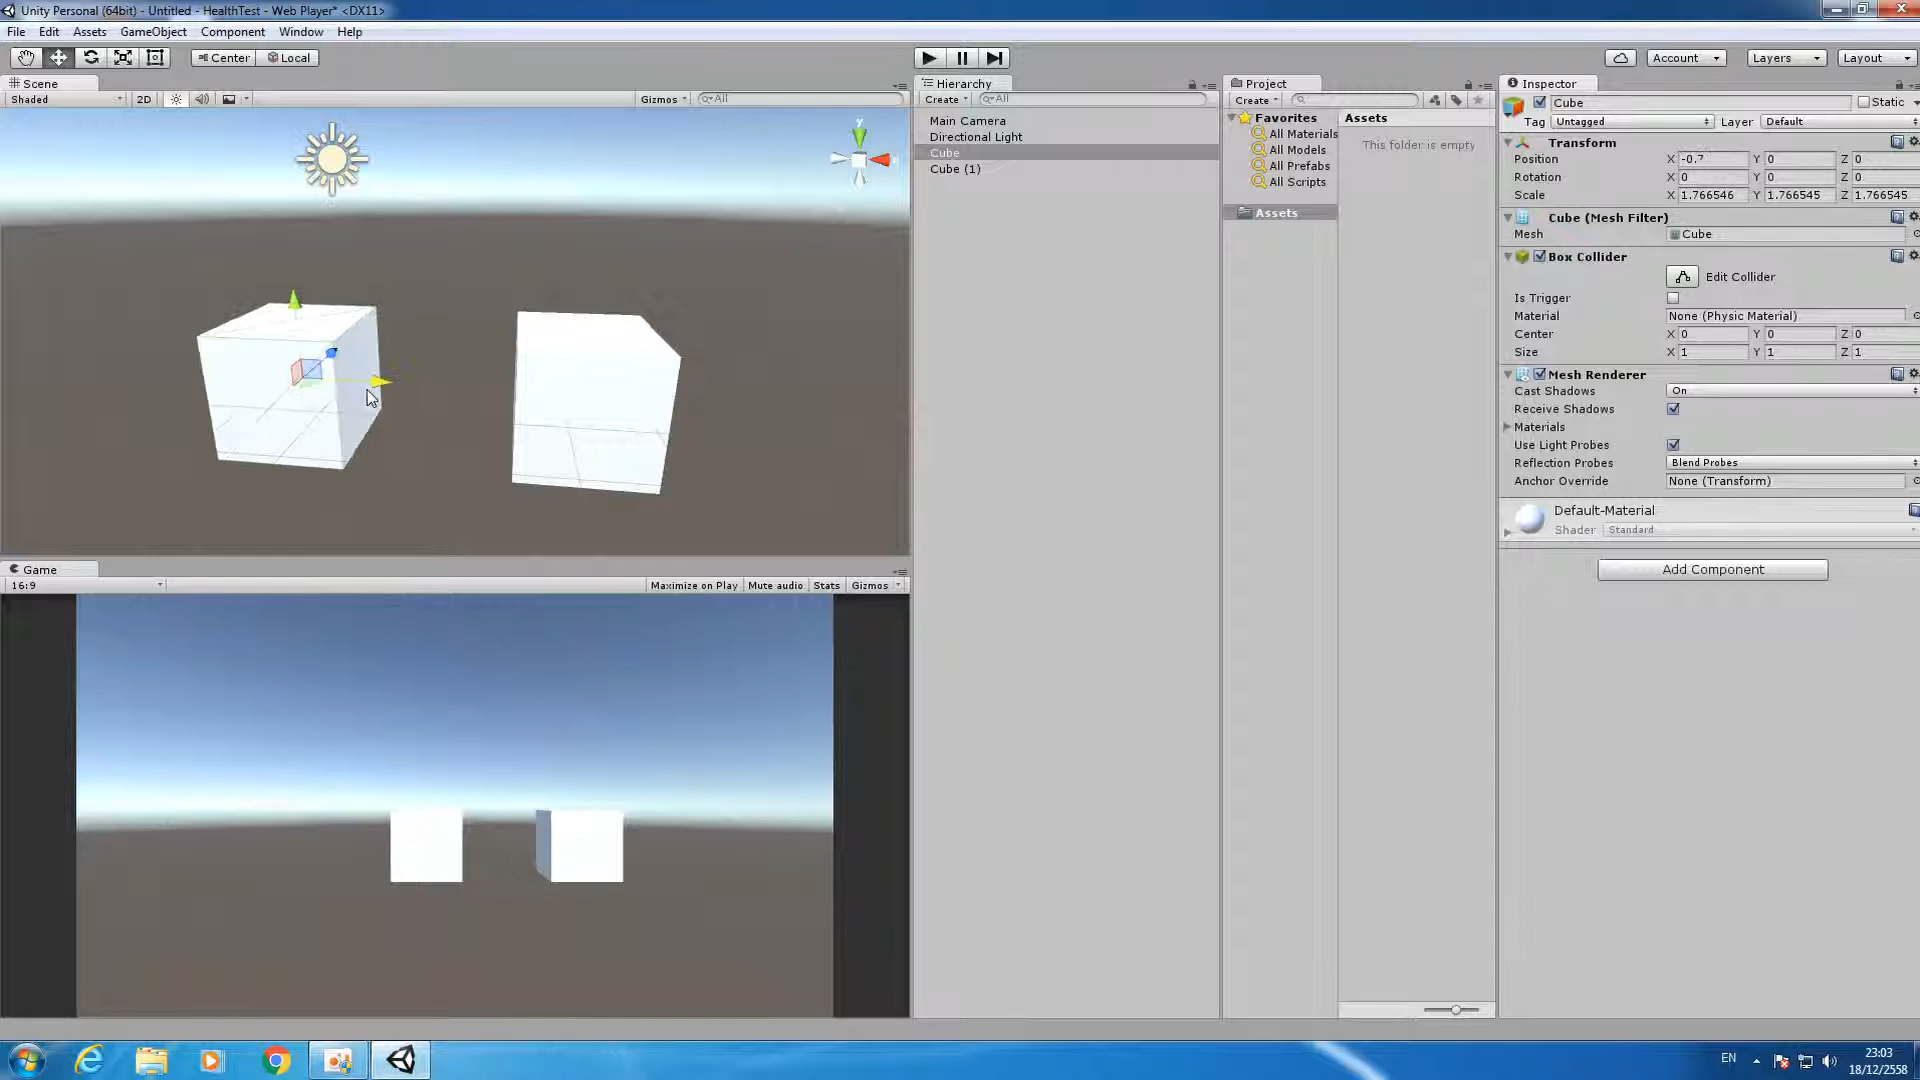 Unity Personal (64bit) - Untitled - HealthTest - Web Player* <DX11>
File Edit Assets GameObject Component Window Help
Center Local
Account Layers Layout
Scene
Shaded 2D Gizmos All
y
Hierarchy
Create All
Main Camera
Directional Light
Cube
Cube (1)
Project
Create
Favorites
All Materials
All Models
All Prefabs
All Scripts
Assets
Assets
This folder is empty
Inspector
Cube Static
Tag Untagged Layer Default
Transform
Position X -0.7 Y 0 Z 0
Rotation X 0 Y 0 Z 0
Scale X 1.766546 Y 1.766545 Z 1.766545
Cube (Mesh Filter)
Mesh Cube
Box Collider
Edit Collider
Is Trigger
Material None (Physic Material)
Center X 0 Y 0 Z 0
Size X 1 Y 1 Z 1
Mesh Renderer
Cast Shadows On
Receive Shadows
Materials
Use Light Probes
Reflection Probes Blend Probes
Anchor Override None (Transform)
Default-Material
Shader Standard
Add Component
Game
16:9 Maximize on Play Mute audio Stats Gizmos
EN
23:03
18/12/2558